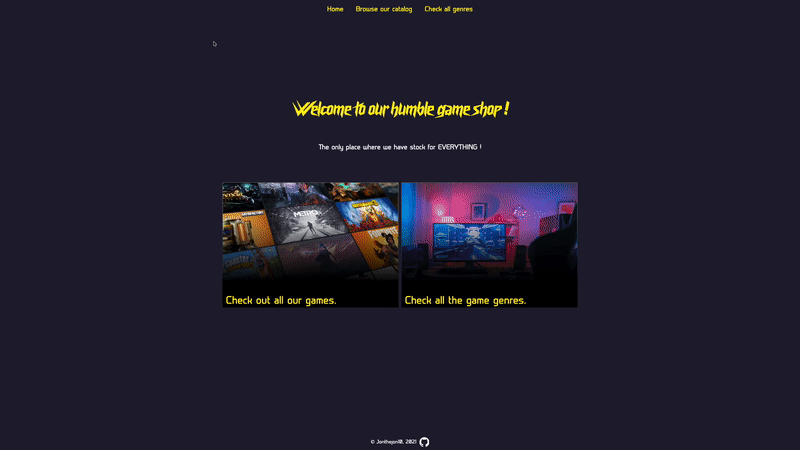 Home Browse our catalog Check all genres
Welcome to our humble game shop !
The only place where we have stock for EVERYTHING !
METRO
Check out all our games.
Check all the game genres.
© Jonthejon10, 2021